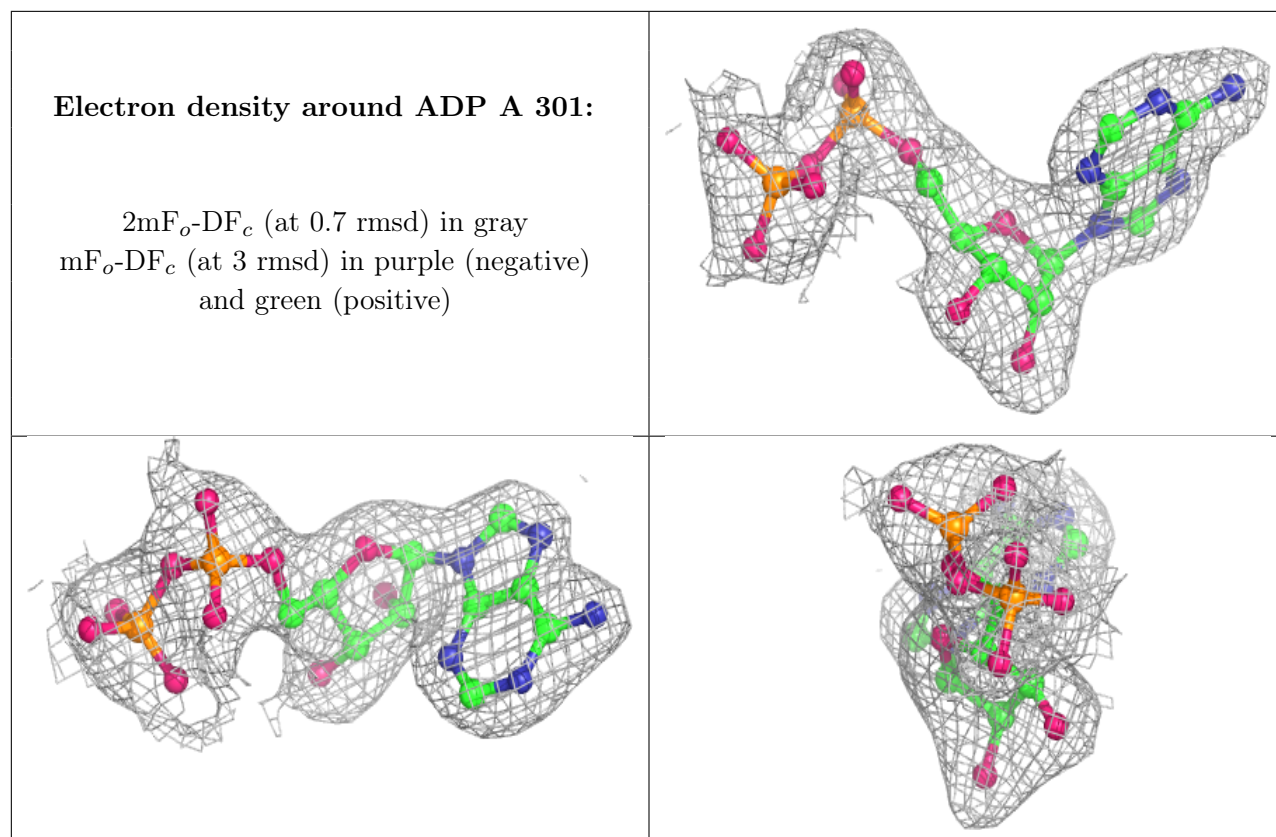 Electron density around ADP A 301:
2mFo-DFc (at 0.7 rmsd) in gray
mFo-DFc (at 3 rmsd) in purple (negative)
and green (positive)